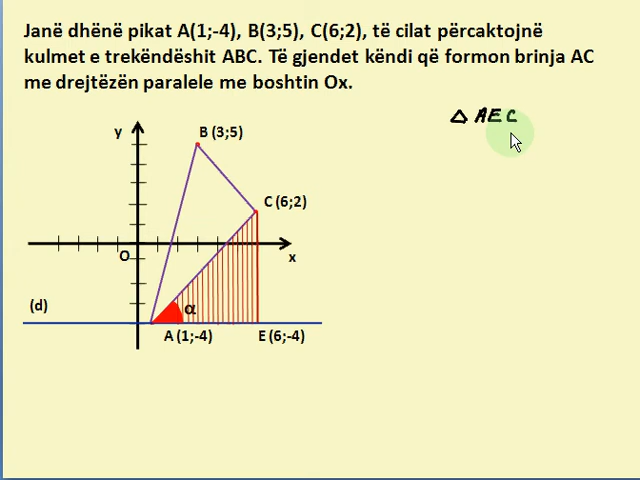 Janë dhënë pikat A(1;-4), B(3;5), C(6;2), të cilat përcaktojnë
kulmet e trekëndëshit ABC. Të gjendet këndi që formon brinja AC
me drejtëzën paralele me boshtin Ox.
△ AEC
y
B (3;5)
C (6;2)
O
x
(d)
α
A (1;-4)
E (6;-4)